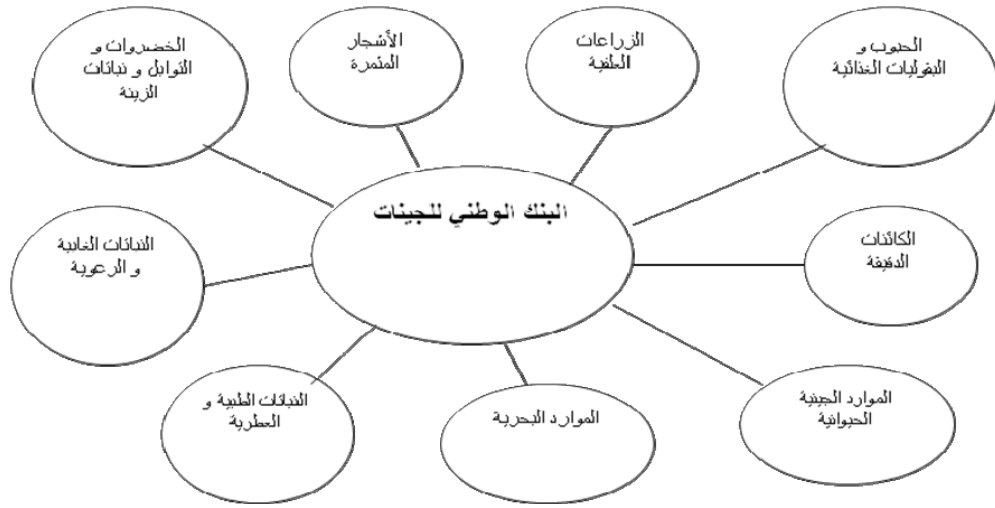 الخضروات و
التوابل و نباتات
الزينة
الأشجار
المثمرة
الزراعات
العلفية
الحبوب و
البقوليات الغذائية
البنك الوطني للجينات
النباتات الغابية
و الرعوية
الكائنات
الدقيقة
النباتات الطبية و
العطرية
الموارد البحرية
الموارد الجينية
الحيوانية